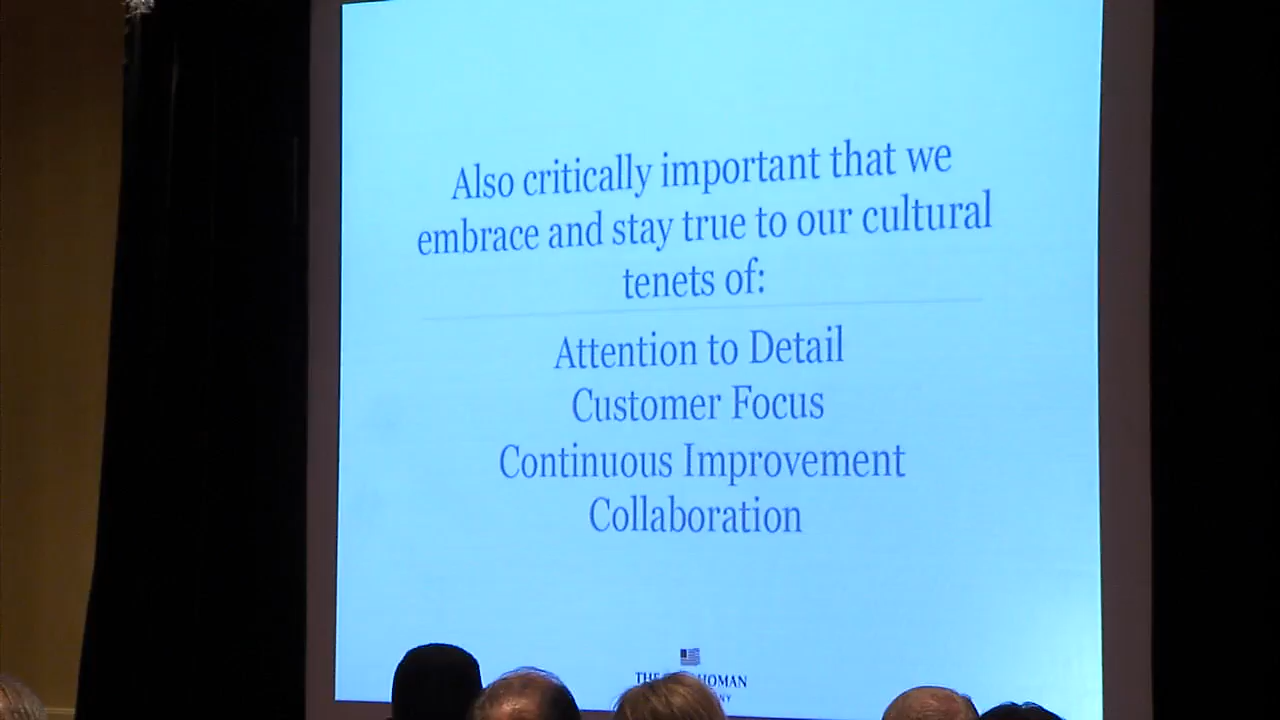 Also critically important that we
embrace and stay true to our cultural
tenets of:
Attention to Detail
Customer Focus
Continuous Improvement
Collaboration
THE